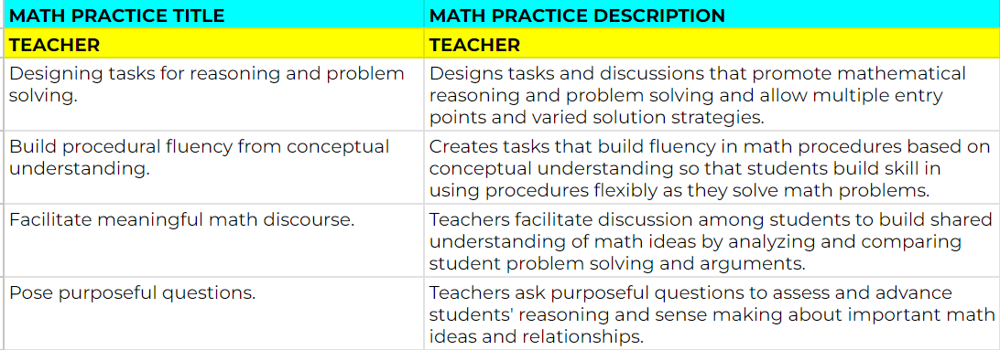 MATH PRACTICE TITLE
MATH PRACTICE DESCRIPTION
TEACHER
TEACHER
Designing tasks for reasoning and problem
solving.
Designs tasks and discussions that promote mathematical
reasoning and problem solving and allow multiple entry
points and varied solution strategies.
Build procedural fluency from conceptual
understanding.
Creates tasks that build fluency in math procedures based on
conceptual understanding so that students build skill in
using procedures flexibly as they solve math problems.
Facilitate meaningful math discourse.
Teachers facilitate discussion among students to build shared
understanding of math ideas by analyzing and comparing
student problem solving and arguments.
Pose purposeful questions.
Teachers ask purposeful questions to assess and advance
students' reasoning and sense making about important math
ideas and relationships.